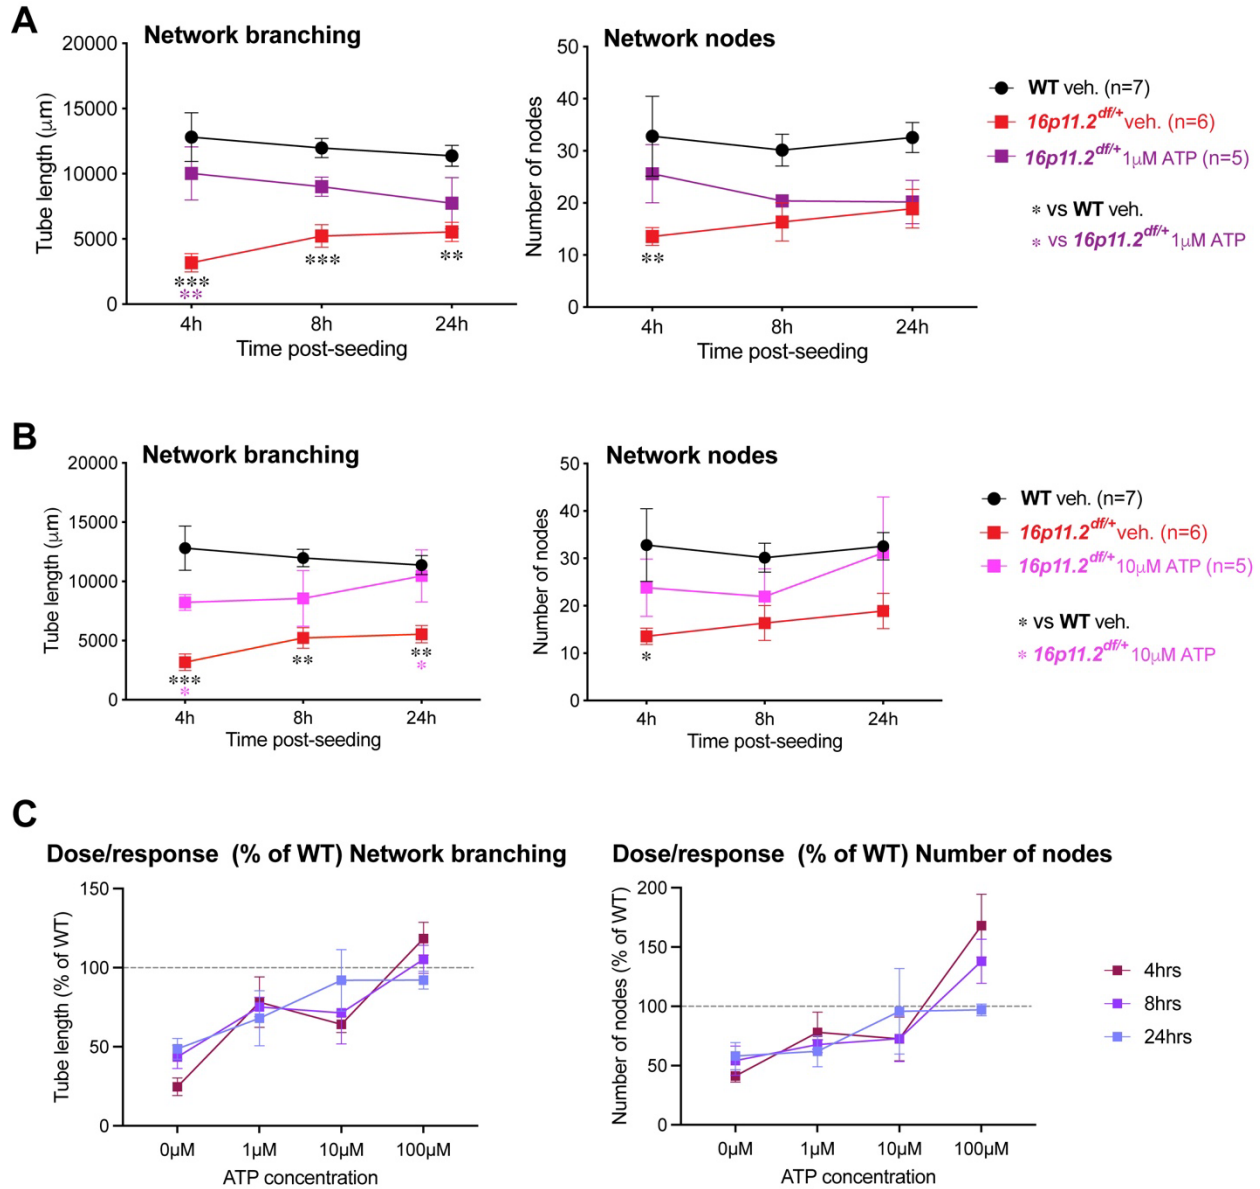 A
Network branching
Tube length (μm)
20000
15000
10000
5000
0
***
**
***
**
4h 8h 24h
Time post-seeding
Network nodes
Number of nodes
50
40
30
20
10
0
**
4h 8h 24h
Time post-seeding
WT veh. (n=7)
16p11.2df/+ veh. (n=6)
16p11.2df/+ 1μM ATP (n=5)
* vs WT veh.
* vs 16p11.2df/+ 1μM ATP
B
Network branching
Tube length (μm)
20000
15000
10000
5000
0
***
*
**
**
*
4h 8h 24h
Time post-seeding
Network nodes
Number of nodes
50
40
30
20
10
0
*
4h 8h 24h
Time post-seeding
WT veh. (n=7)
16p11.2df/+ veh. (n=6)
16p11.2df/+ 10μM ATP (n=5)
* vs WT veh.
* 16p11.2df/+ 10μM ATP
C
Dose/response (% of WT) Network branching
Tube length (% of WT)
150
100
50
0
0μM 1μM 10μM 100μM
ATP concentration
Dose/response (% of WT) Number of nodes
Number of nodes (% of WT)
200
150
100
50
0
0μM 1μM 10μM 100μM
ATP concentration
4hrs
8hrs
24hrs